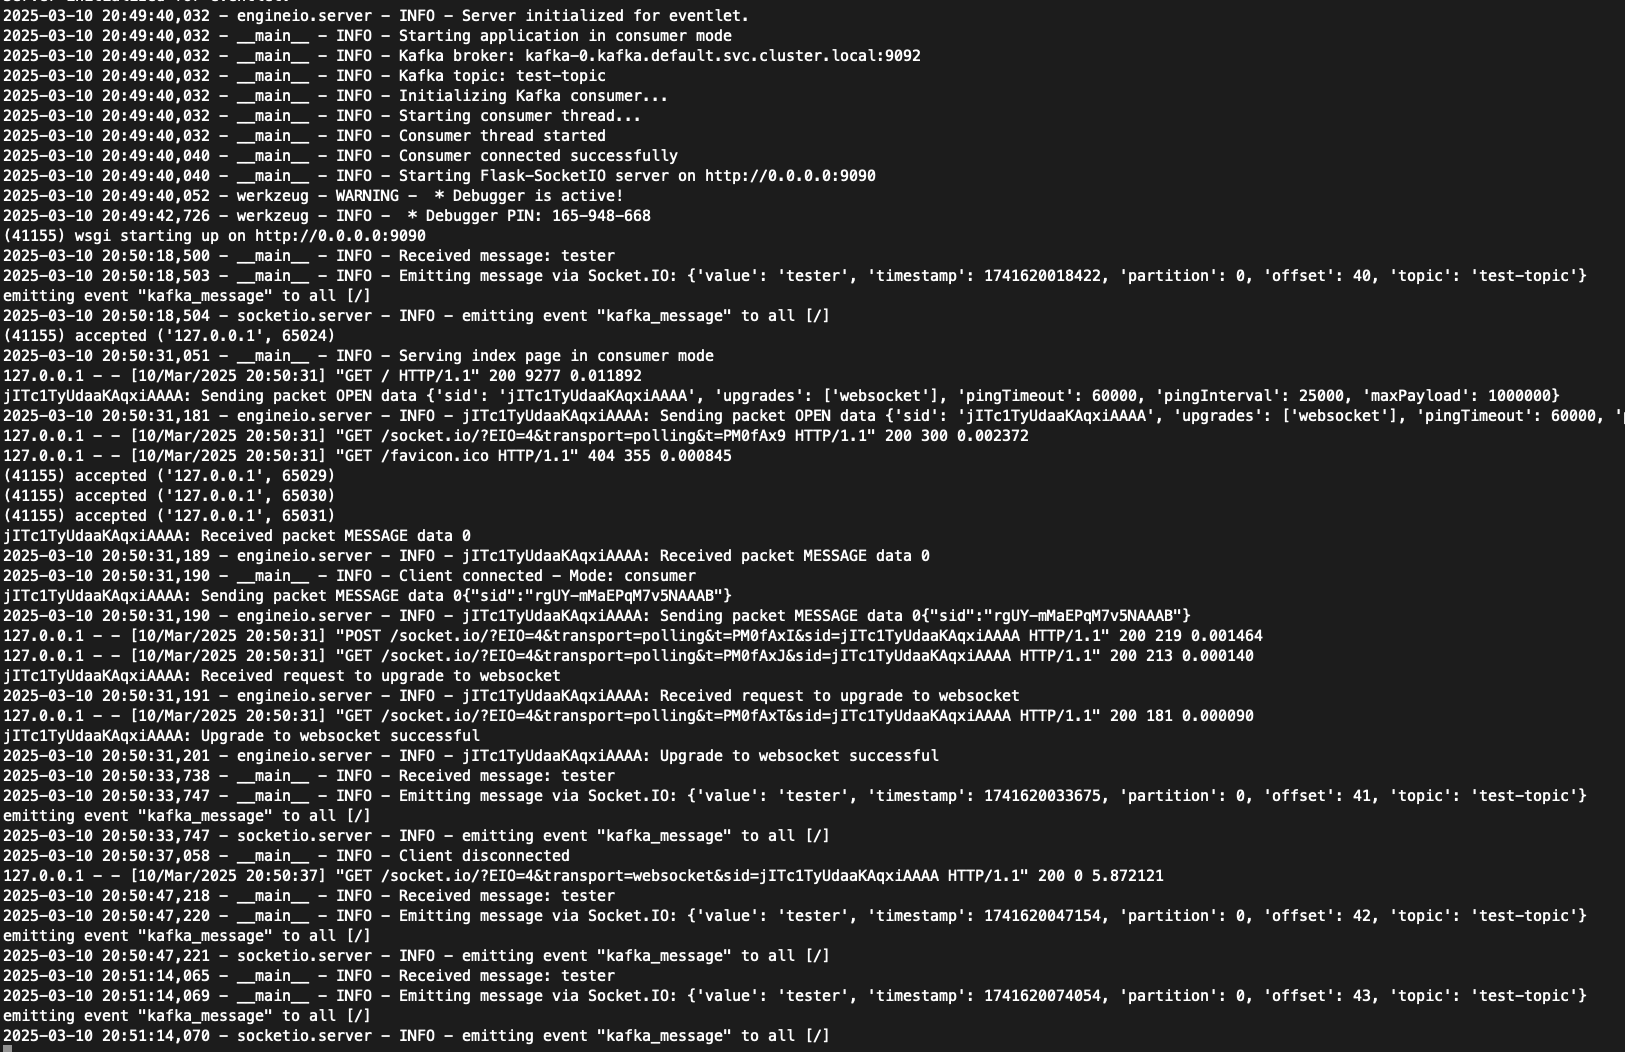 2025-03-10 20:49:40,032 - engineio.server - INFO - Server initialized for eventlet.
2025-03-10 20:49:40,032 - __main__ - INFO - Starting application in consumer mode
2025-03-10 20:49:40,032 - __main__ - INFO - Kafka broker: kafka-0.kafka.default.svc.cluster.local:9092
2025-03-10 20:49:40,032 - __main__ - INFO - Kafka topic: test-topic
2025-03-10 20:49:40,032 - __main__ - INFO - Initializing Kafka consumer...
2025-03-10 20:49:40,032 - __main__ - INFO - Starting consumer thread...
2025-03-10 20:49:40,032 - __main__ - INFO - Consumer thread started
2025-03-10 20:49:40,040 - __main__ - INFO - Consumer connected successfully
2025-03-10 20:49:40,040 - __main__ - INFO - Starting Flask-SocketIO server on http://0.0.0.0:9090
2025-03-10 20:49:40,052 - werkzeug - WARNING -  * Debugger is active!
2025-03-10 20:49:42,726 - werkzeug - INFO -  * Debugger PIN: 165-948-668
(41155) wsgi starting up on http://0.0.0.0:9090
2025-03-10 20:50:18,500 - __main__ - INFO - Received message: tester
2025-03-10 20:50:18,503 - __main__ - INFO - Emitting message via Socket.IO: {'value': 'tester', 'timestamp': 1741620018422, 'partition': 0, 'offset': 40, 'topic': 'test-topic'}
emitting event "kafka_message" to all [/]
2025-03-10 20:50:18,504 - socketio.server - INFO - emitting event "kafka_message" to all [/]
(41155) accepted ('127.0.0.1', 65024)
2025-03-10 20:50:31,051 - __main__ - INFO - Serving index page in consumer mode
127.0.0.1 - - [10/Mar/2025 20:50:31] "GET / HTTP/1.1" 200 9277 0.011892
jITc1TyUdaaKAqxiAAAA: Sending packet OPEN data {'sid': 'jITc1TyUdaaKAqxiAAAA', 'upgrades': ['websocket'], 'pingTimeout': 60000, 'pingInterval': 25000, 'maxPayload': 1000000}
2025-03-10 20:50:31,181 - engineio.server - INFO - jITc1TyUdaaKAqxiAAAA: Sending packet OPEN data {'sid': 'jITc1TyUdaaKAqxiAAAA', 'upgrades': ['websocket'], 'pingTimeout': 60000, '
127.0.0.1 - - [10/Mar/2025 20:50:31] "GET /socket.io/?EIO=4&transport=polling&t=PM0fAx9 HTTP/1.1" 200 300 0.002372
127.0.0.1 - - [10/Mar/2025 20:50:31] "GET /favicon.ico HTTP/1.1" 404 355 0.000845
(41155) accepted ('127.0.0.1', 65029)
(41155) accepted ('127.0.0.1', 65030)
(41155) accepted ('127.0.0.1', 65031)
jITc1TyUdaaKAqxiAAAA: Received packet MESSAGE data 0
2025-03-10 20:50:31,189 - engineio.server - INFO - jITc1TyUdaaKAqxiAAAA: Received packet MESSAGE data 0
2025-03-10 20:50:31,190 - __main__ - INFO - Client connected - Mode: consumer
jITc1TyUdaaKAqxiAAAA: Sending packet MESSAGE data 0{"sid":"rgUY-mMaEPqM7v5NAAAB"}
2025-03-10 20:50:31,190 - engineio.server - INFO - jITc1TyUdaaKAqxiAAAA: Sending packet MESSAGE data 0{"sid":"rgUY-mMaEPqM7v5NAAAB"}
127.0.0.1 - - [10/Mar/2025 20:50:31] "POST /socket.io/?EIO=4&transport=polling&t=PM0fAxI&sid=jITc1TyUdaaKAqxiAAAA HTTP/1.1" 200 219 0.001464
127.0.0.1 - - [10/Mar/2025 20:50:31] "GET /socket.io/?EIO=4&transport=polling&t=PM0fAxJ&sid=jITc1TyUdaaKAqxiAAAA HTTP/1.1" 200 213 0.000140
jITc1TyUdaaKAqxiAAAA: Received request to upgrade to websocket
2025-03-10 20:50:31,191 - engineio.server - INFO - jITc1TyUdaaKAqxiAAAA: Received request to upgrade to websocket
127.0.0.1 - - [10/Mar/2025 20:50:31] "GET /socket.io/?EIO=4&transport=polling&t=PM0fAxT&sid=jITc1TyUdaaKAqxiAAAA HTTP/1.1" 200 181 0.000090
jITc1TyUdaaKAqxiAAAA: Upgrade to websocket successful
2025-03-10 20:50:31,201 - engineio.server - INFO - jITc1TyUdaaKAqxiAAAA: Upgrade to websocket successful
2025-03-10 20:50:33,738 - __main__ - INFO - Received message: tester
2025-03-10 20:50:33,747 - __main__ - INFO - Emitting message via Socket.IO: {'value': 'tester', 'timestamp': 1741620033675, 'partition': 0, 'offset': 41, 'topic': 'test-topic'}
emitting event "kafka_message" to all [/]
2025-03-10 20:50:33,747 - socketio.server - INFO - emitting event "kafka_message" to all [/]
2025-03-10 20:50:37,058 - __main__ - INFO - Client disconnected
127.0.0.1 - - [10/Mar/2025 20:50:37] "GET /socket.io/?EIO=4&transport=websocket&sid=jITc1TyUdaaKAqxiAAAA HTTP/1.1" 200 0 5.872121
2025-03-10 20:50:47,218 - __main__ - INFO - Received message: tester
2025-03-10 20:50:47,220 - __main__ - INFO - Emitting message via Socket.IO: {'value': 'tester', 'timestamp': 1741620047154, 'partition': 0, 'offset': 42, 'topic': 'test-topic'}
emitting event "kafka_message" to all [/]
2025-03-10 20:50:47,221 - socketio.server - INFO - emitting event "kafka_message" to all [/]
2025-03-10 20:51:14,065 - __main__ - INFO - Received message: tester
2025-03-10 20:51:14,069 - __main__ - INFO - Emitting message via Socket.IO: {'value': 'tester', 'timestamp': 1741620074054, 'partition': 0, 'offset': 43, 'topic': 'test-topic'}
emitting event "kafka_message" to all [/]
2025-03-10 20:51:14,070 - socketio.server - INFO - emitting event "kafka_message" to all [/]